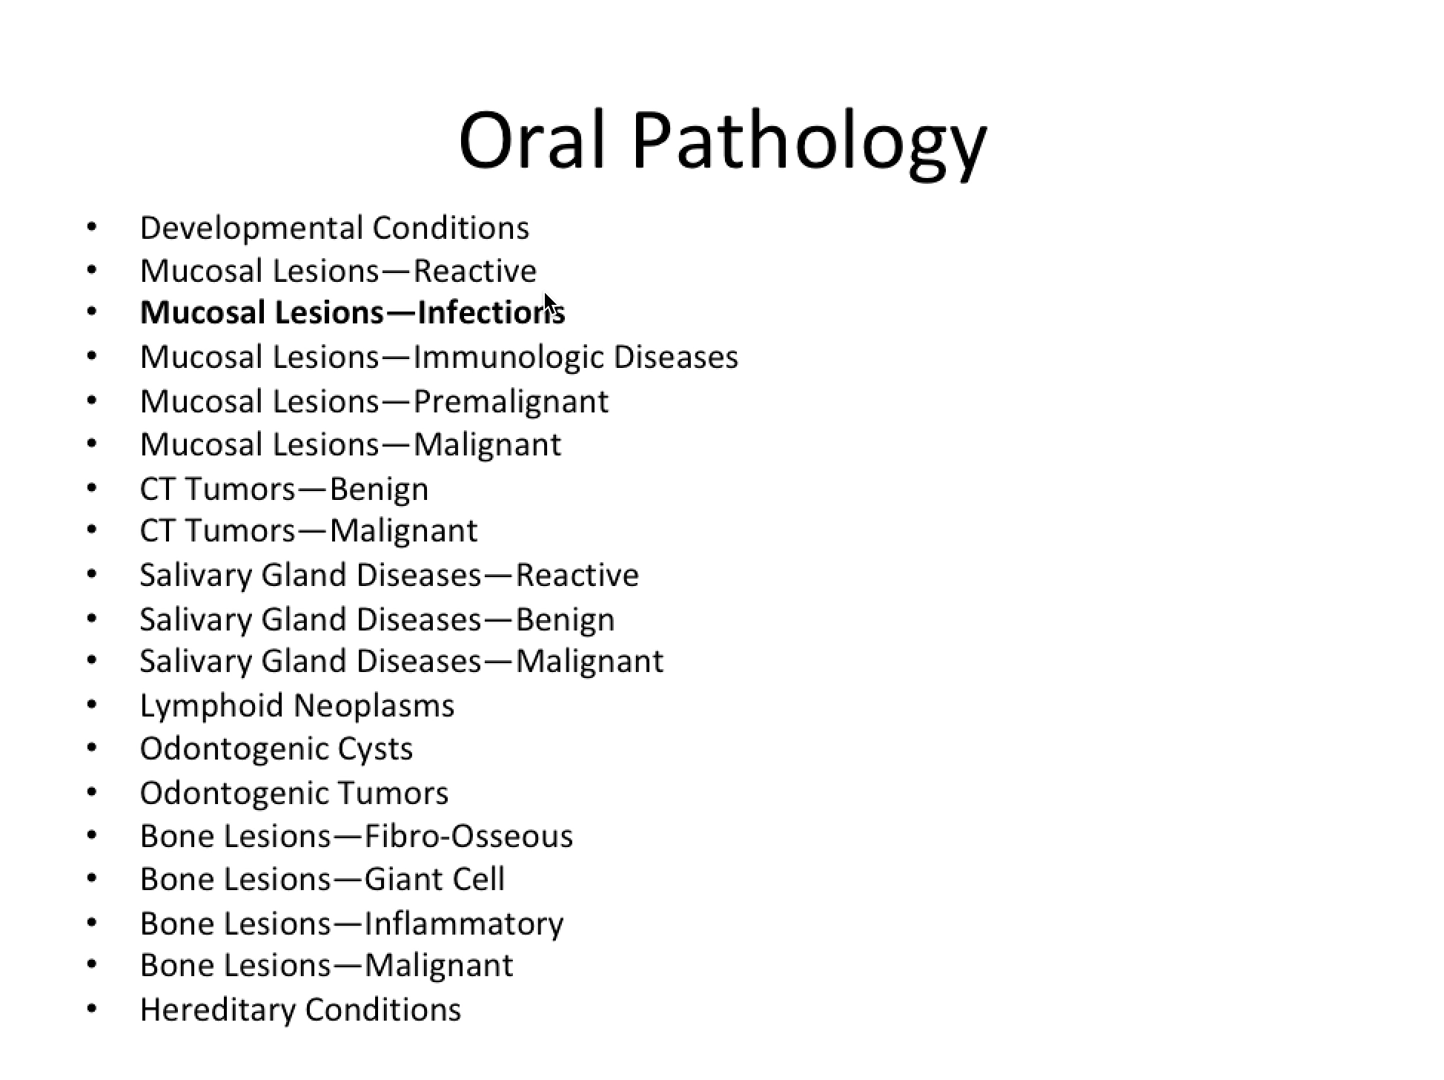 Oral Pathology
• Developmental Conditions
• Mucosal Lesions—Reactive
• Mucosal Lesions—Infections
• Mucosal Lesions—Immunologic Diseases
• Mucosal Lesions—Premalignant
• Mucosal Lesions—Malignant
• CT Tumors—Benign
• CT Tumors—Malignant
• Salivary Gland Diseases—Reactive
• Salivary Gland Diseases—Benign
• Salivary Gland Diseases—Malignant
• Lymphoid Neoplasms
• Odontogenic Cysts
• Odontogenic Tumors
• Bone Lesions—Fibro-Osseous
• Bone Lesions—Giant Cell
• Bone Lesions—Inflammatory
• Bone Lesions—Malignant
• Hereditary Conditions